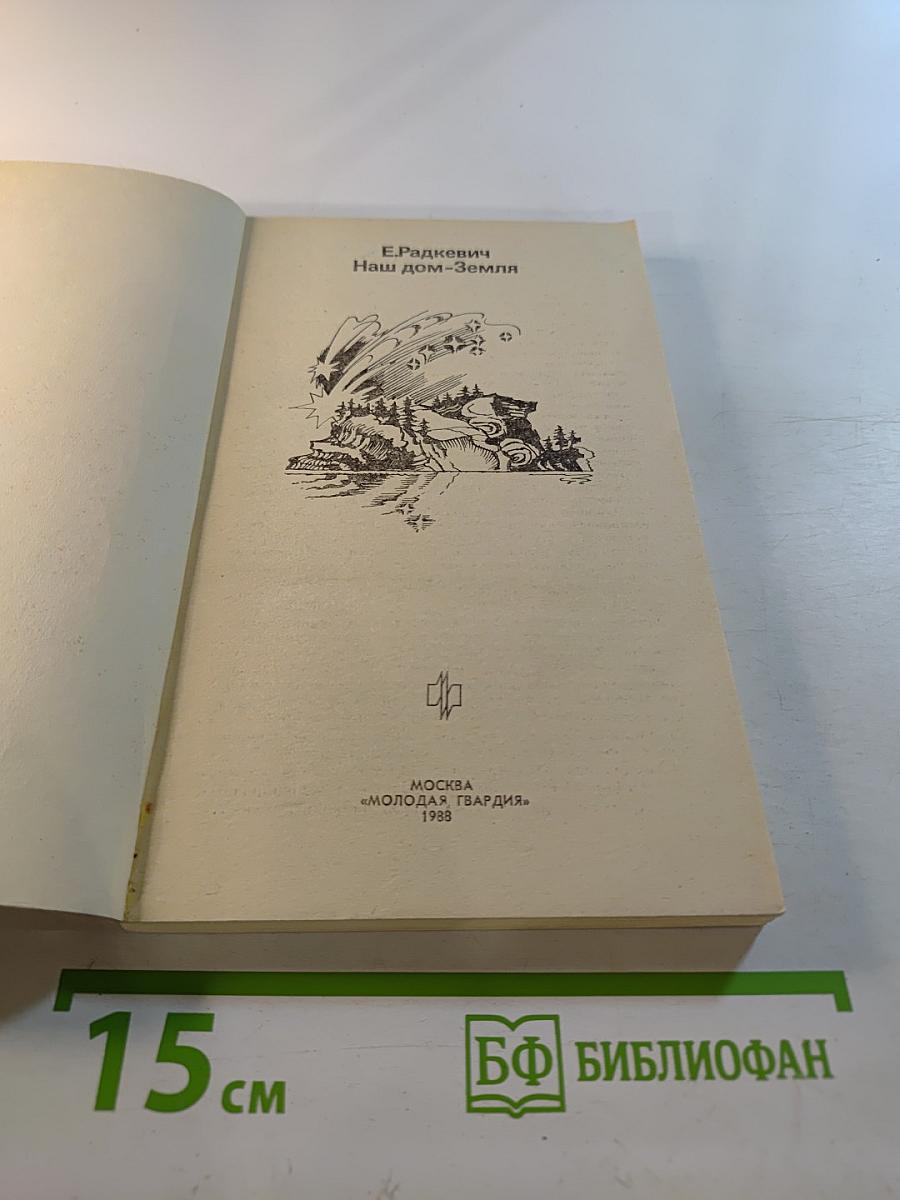 Е.Радкевич
Наш дом-Земля
МОСКВА
«МОЛОДАЯ ГВАРДИЯ»
1988
15 см
БФ БИБЛИОФАН